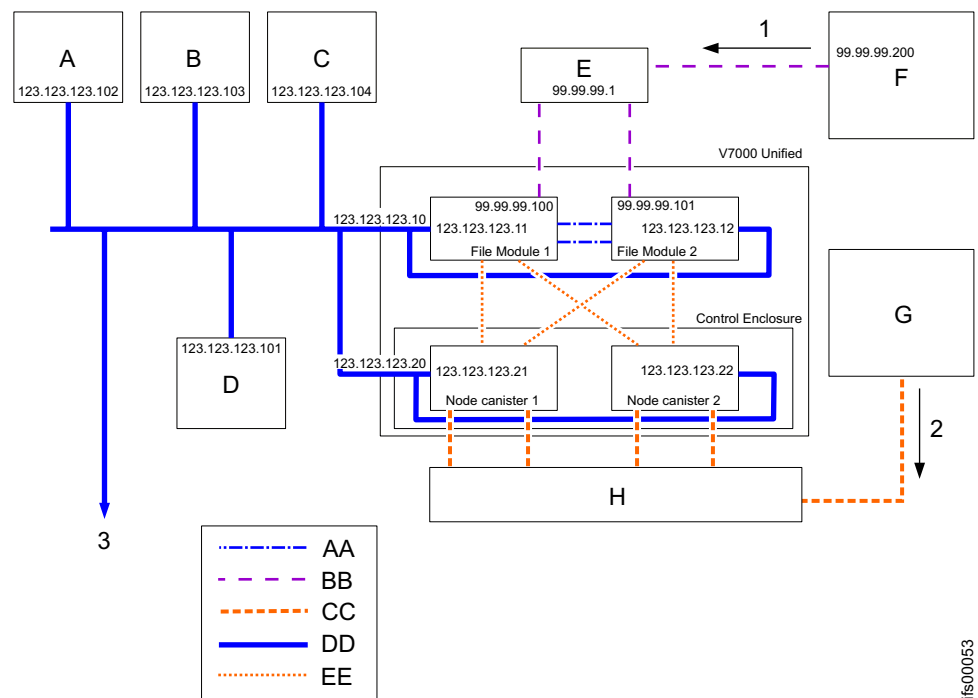 A
123.123.123.102
B
123.123.123.103
C
123.123.123.104
E
99.99.99.1
1
99.99.99.200
F
V7000 Unified
123.123.123.10
99.99.99.100
123.123.123.11
File Module 1
99.99.99.101
123.123.123.12
File Module 2
G
Control Enclosure
123.123.123.101
D
123.123.123.20
123.123.123.21
Node canister 1
123.123.123.22
Node canister 2
2
H
3
AA
BB
CC
DD
EE
ifs00053